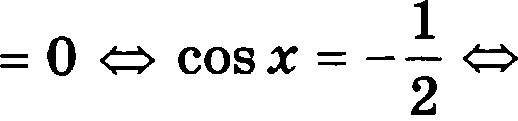 = 0 ⇔ cos x = -1/2 ⇔